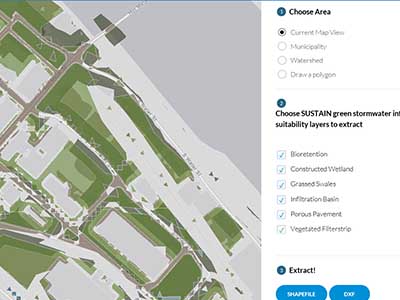 1 Choose Area
Current Map View
Municipality
Watershed
Draw a polygon
2
Choose SUSTAIN green stormwater inf
suitability layers to extract
Bioretention
Constructed Wetland
Grassed Swales
Infiltration Basin
Porous Pavement
Vegetated Filterstrip
3 Extract!
SHAPEFILE DXF